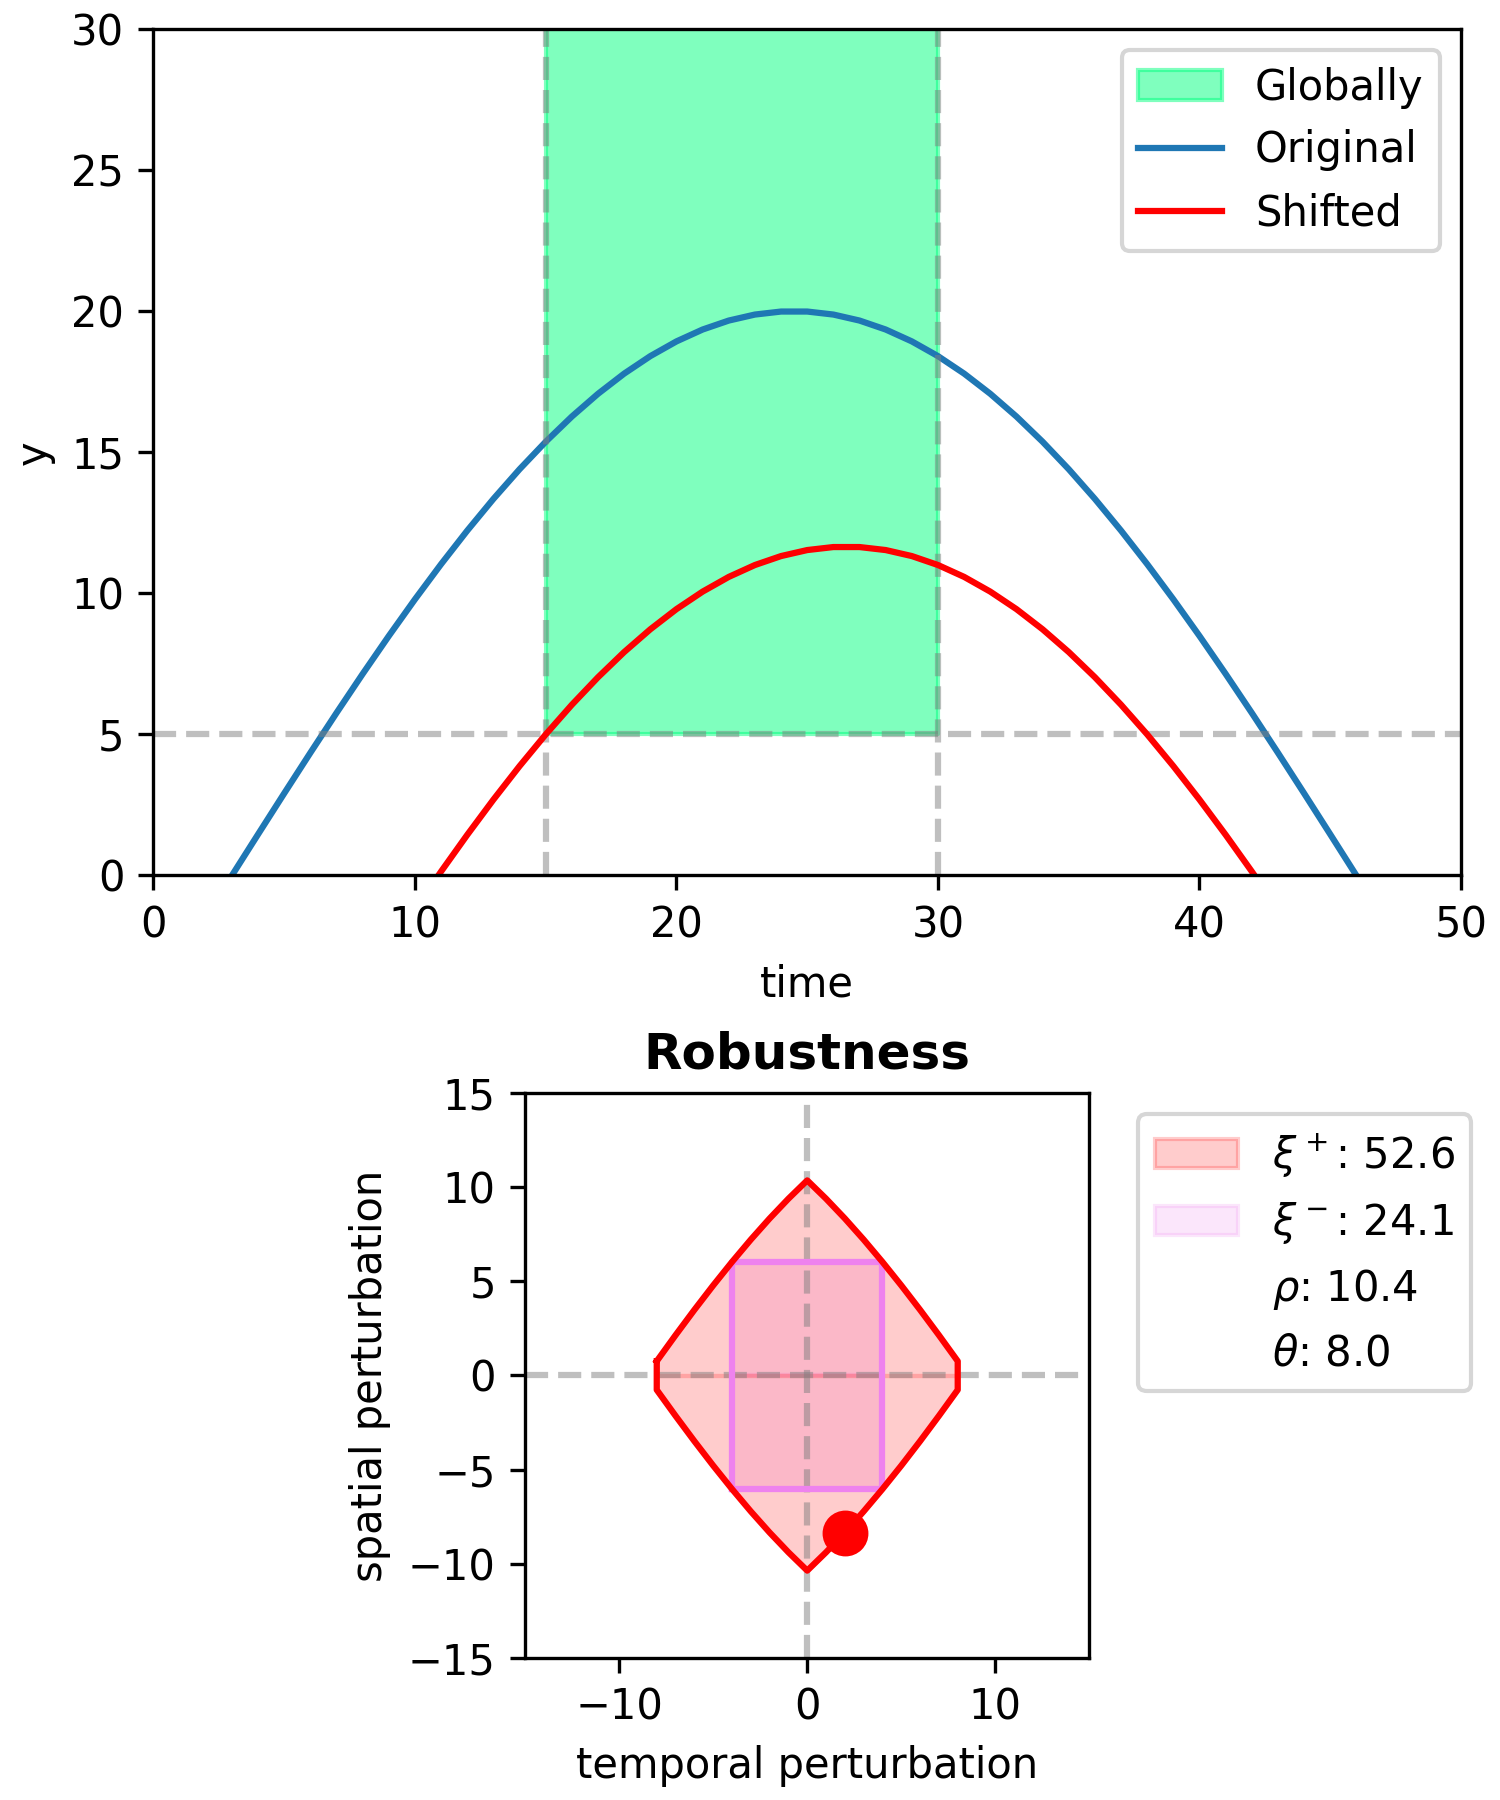 30
25
20
15
10
5
0
y
0 10 20 30 40 50
time
Globally
Original
Shifted
Robustness
15
10
5
0
−5
−10
−15
spatial perturbation
−10 0 10
temporal perturbation
ξ⁺: 52.6
ξ⁻: 24.1
ρ: 10.4
θ: 8.0